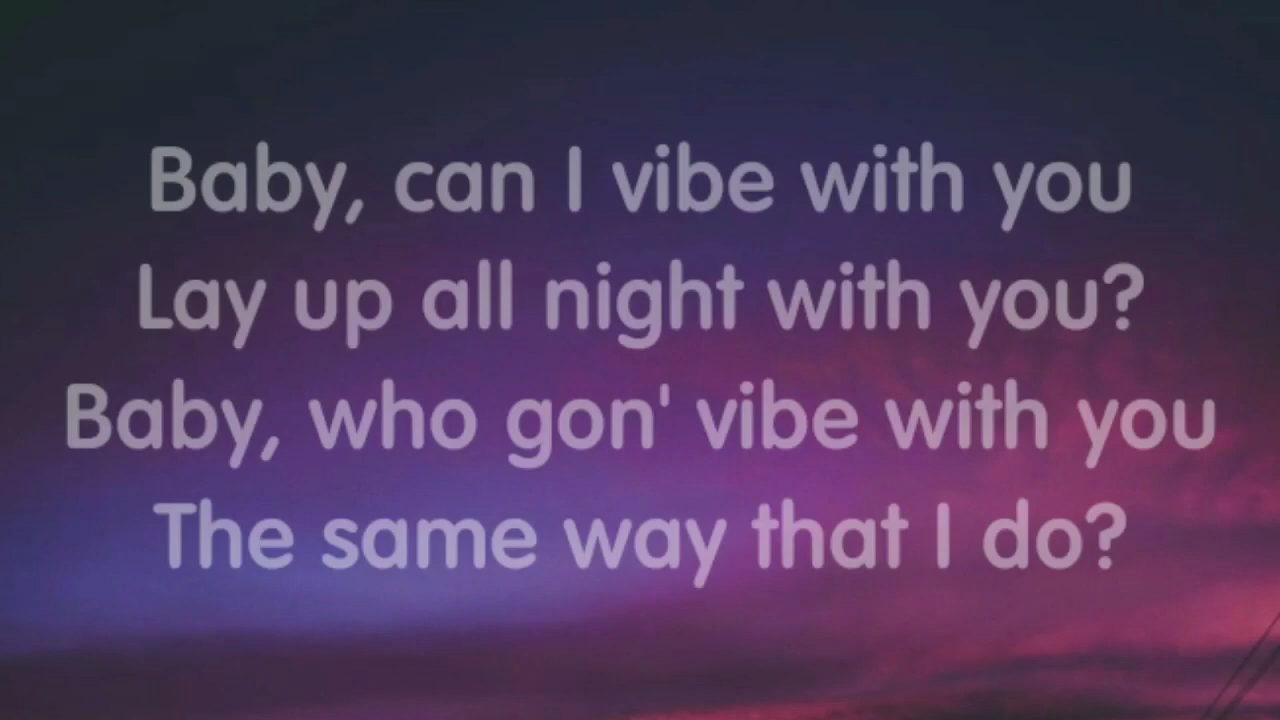 Baby, can I vibe with you
Lay up all night with you?
Baby, who gon' vibe with you
The same way that I do?